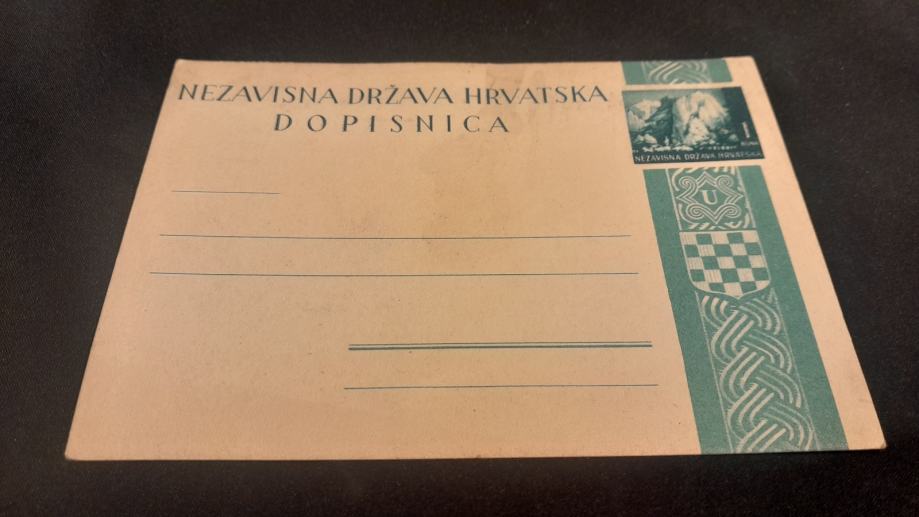 NEZAVISNA DRŽAVA HRVATSKA
DOPISNICA
1
KUNA
NEZAVISNA DRŽAVA HRVATSKA
U